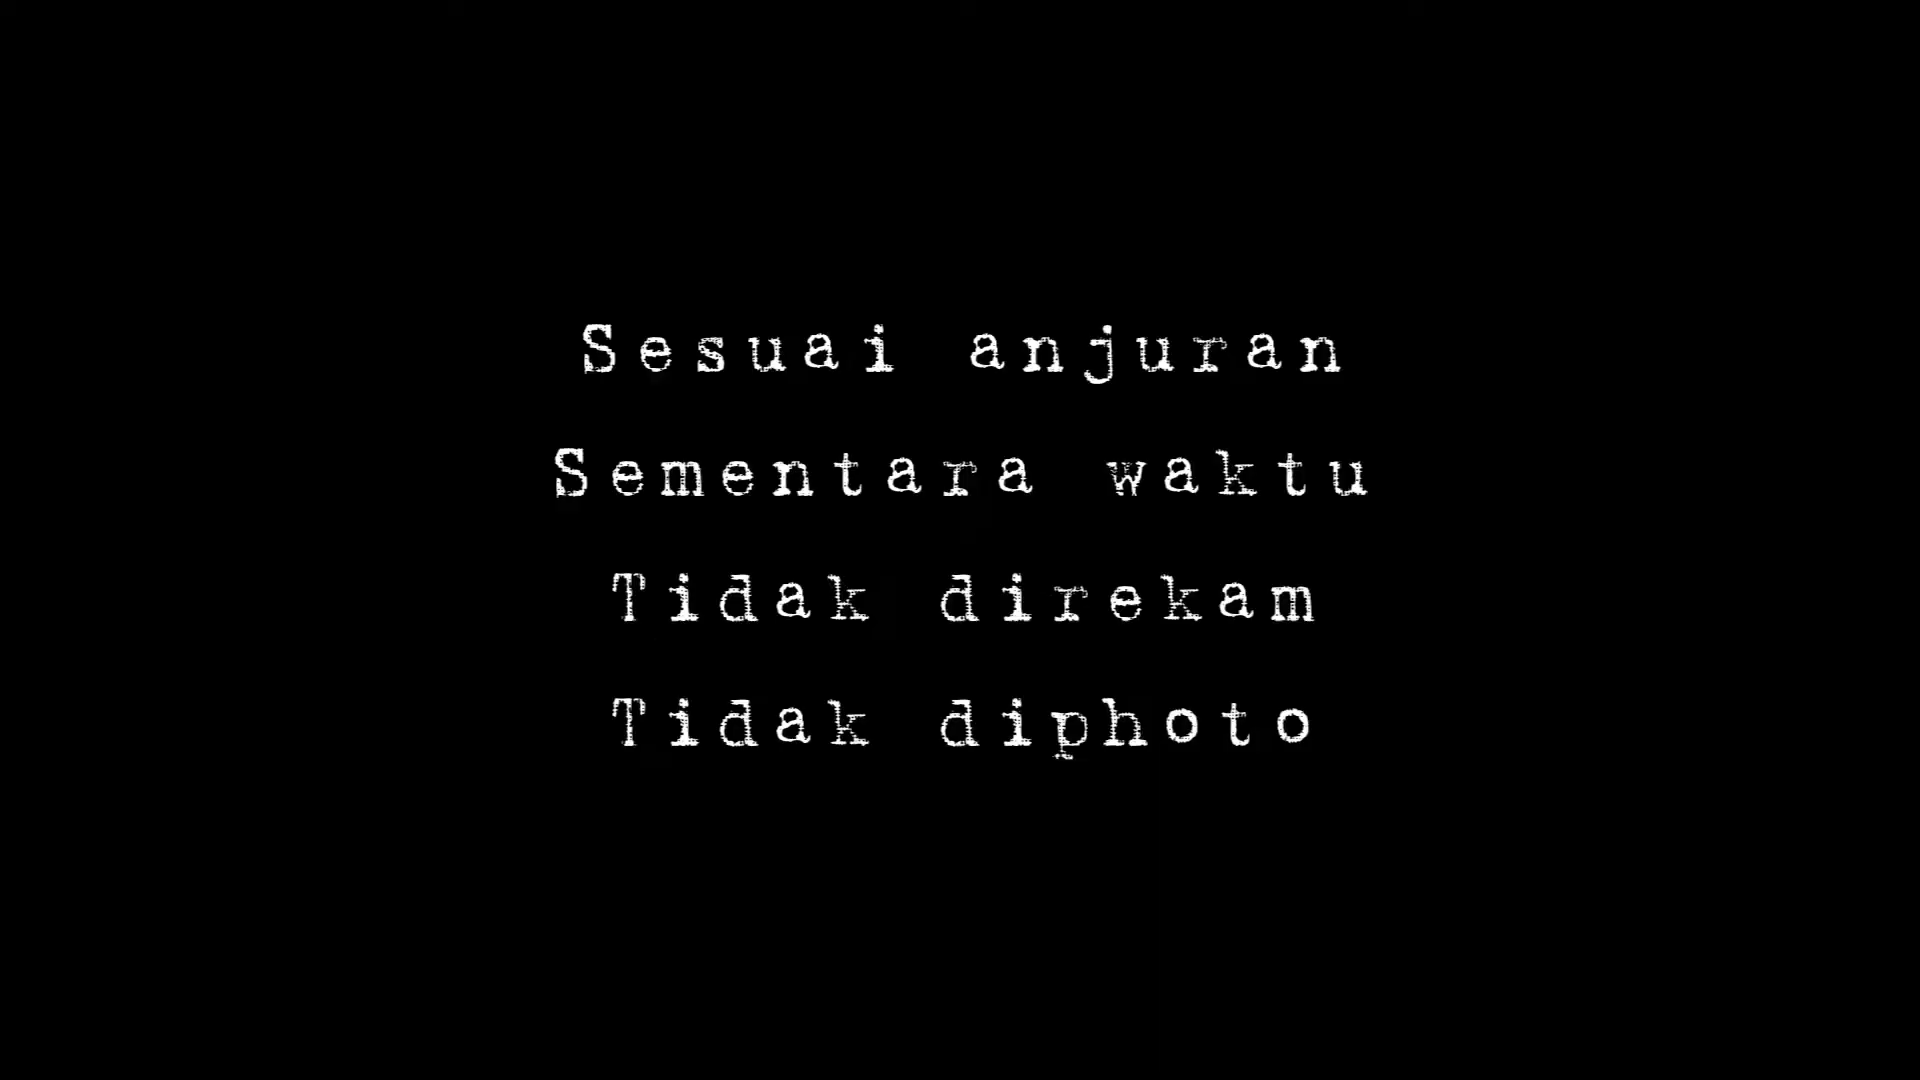 Sesuai anjuran
Sementara waktu
Tidak direkam
Tidak diphoto